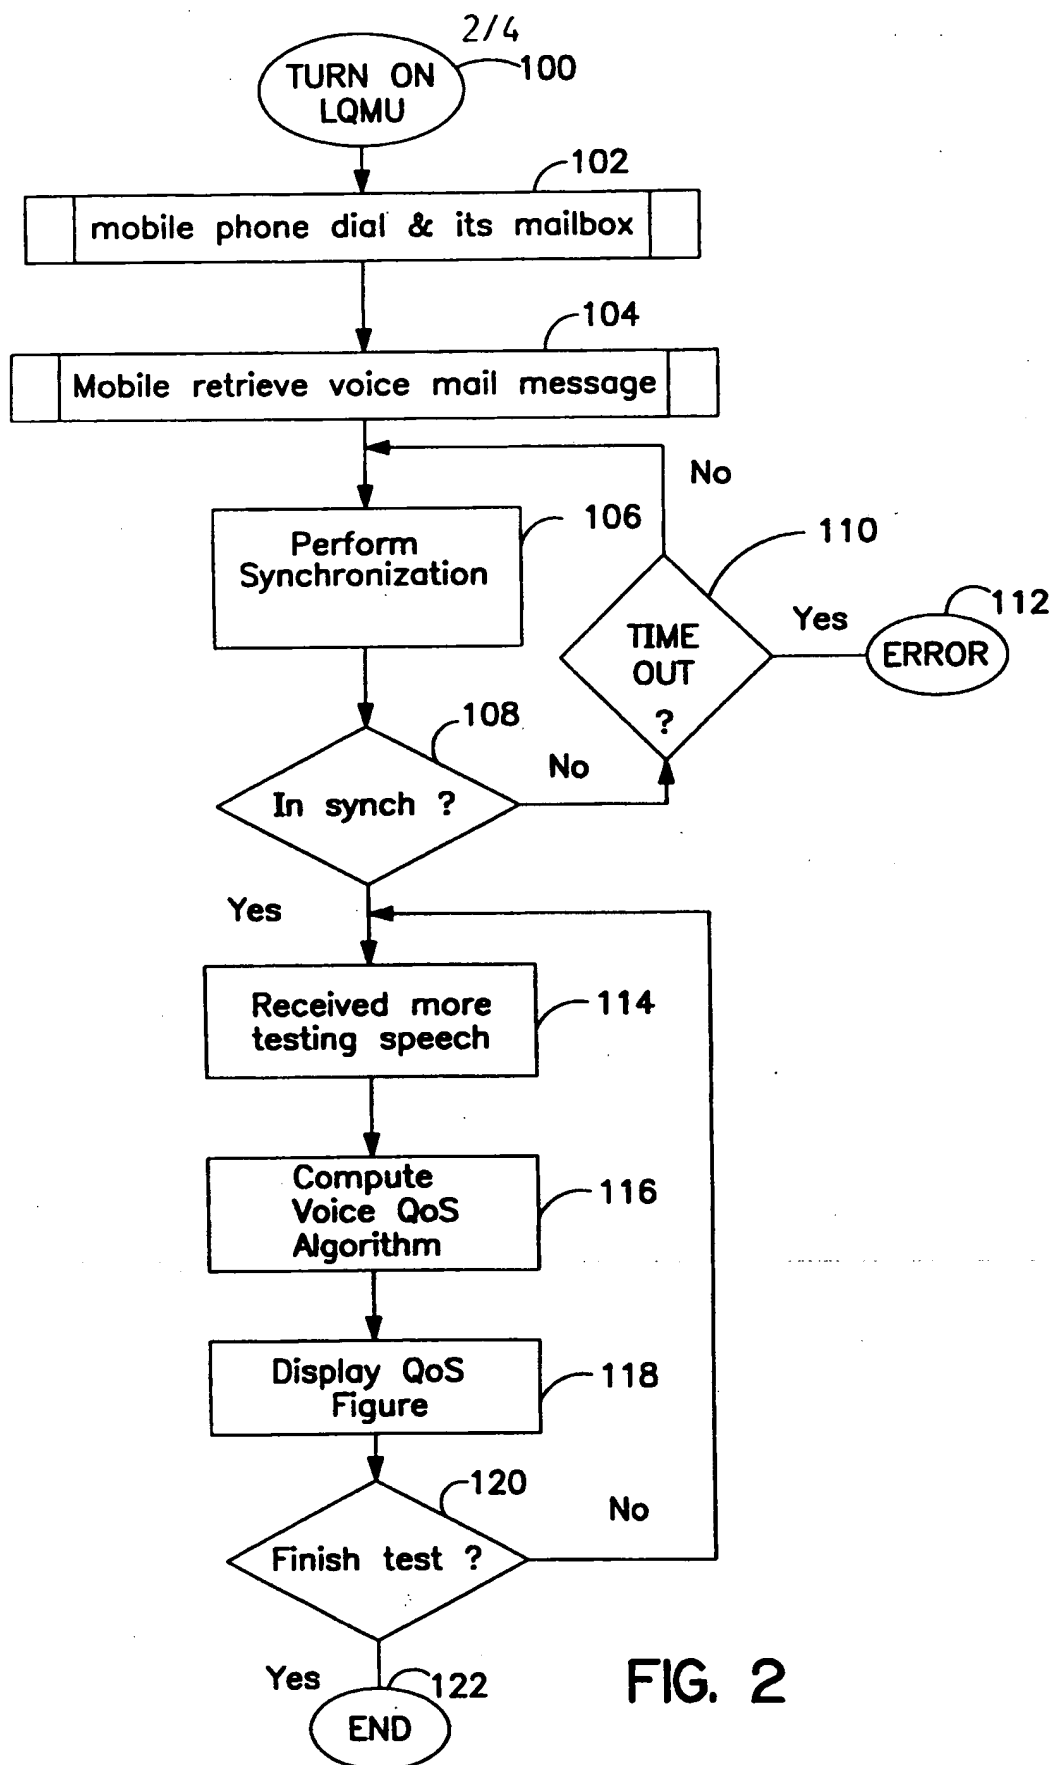 2/4
TURN ON
LQMU
100
102
mobile phone dial & its mailbox
104
Mobile retrieve voice mail message
No
106
Perform
Synchronization
110
TIME
OUT
?
Yes
112
ERROR
108
In synch ?
No
Yes
Received more
testing speech
114
Compute
Voice QoS
Algorithm
116
Display QoS
Figure
118
120
Finish test ?
No
Yes
122
END
FIG. 2